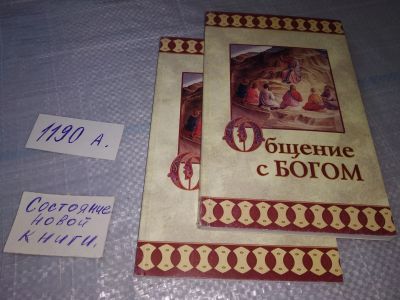 1190 А.
Состояние
новой
книги.
Общение
с БОГОМ
О